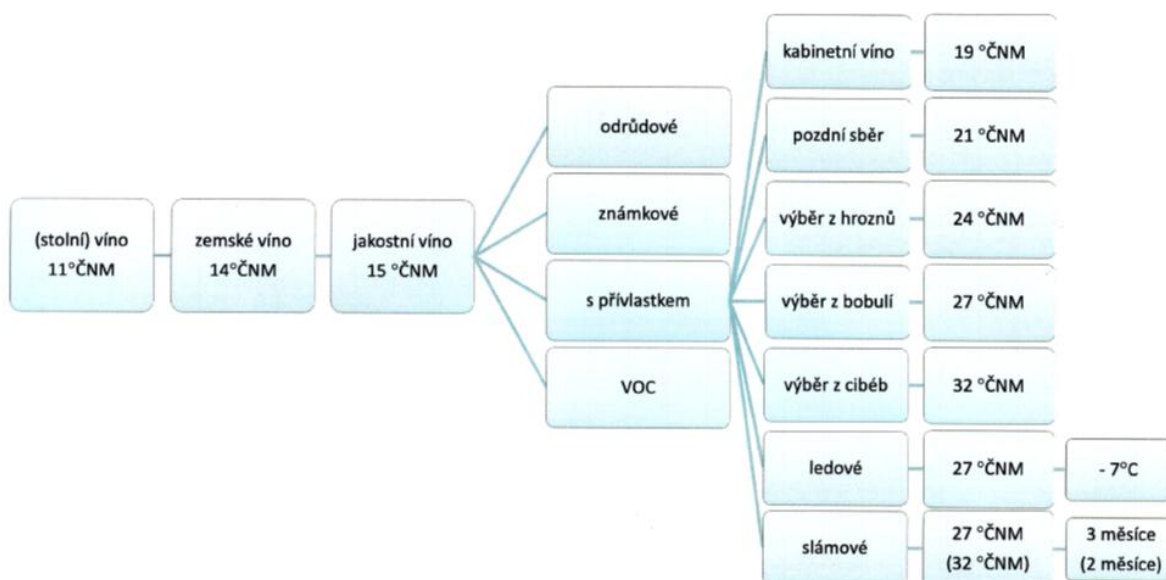 (stolní) víno
11°ČNM
zemské víno
14°ČNM
jakostní víno
15 °ČNM
odrůdové
známkové
s přívlastkem
VOC
kabinetní víno
19 °ČNM
pozdní sběr
21 °ČNM
výběr z hroznů
24 °ČNM
výběr z bobulí
27 °ČNM
výběr z cibéb
32 °ČNM
ledové
27 °ČNM
- 7°C
slámové
27 °ČNM
(32 °ČNM)
3 měsíce
(2 měsíce)